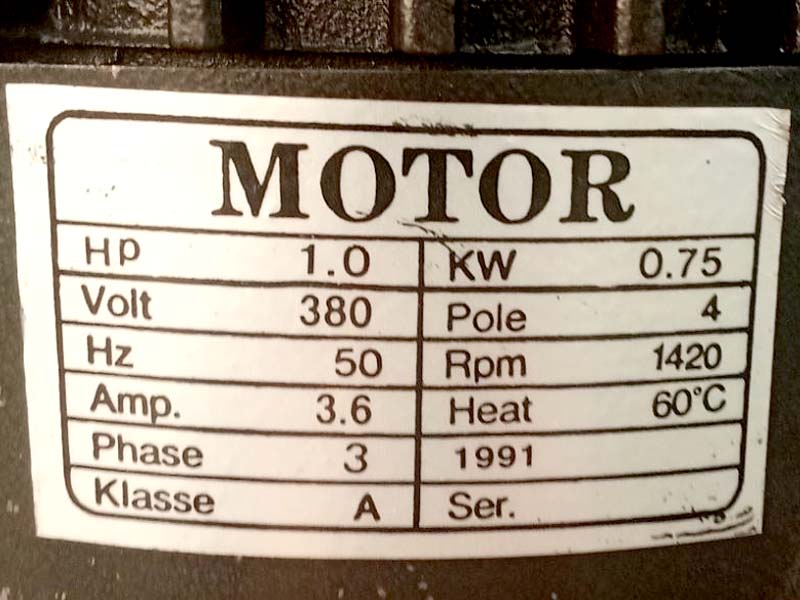 MOTOR
Hp 1.0 KW 0.75
Volt 380 Pole 4
Hz 50 Rpm 1420
Amp. 3.6 Heat 60°C
Phase 3 1991
Klasse A Ser.